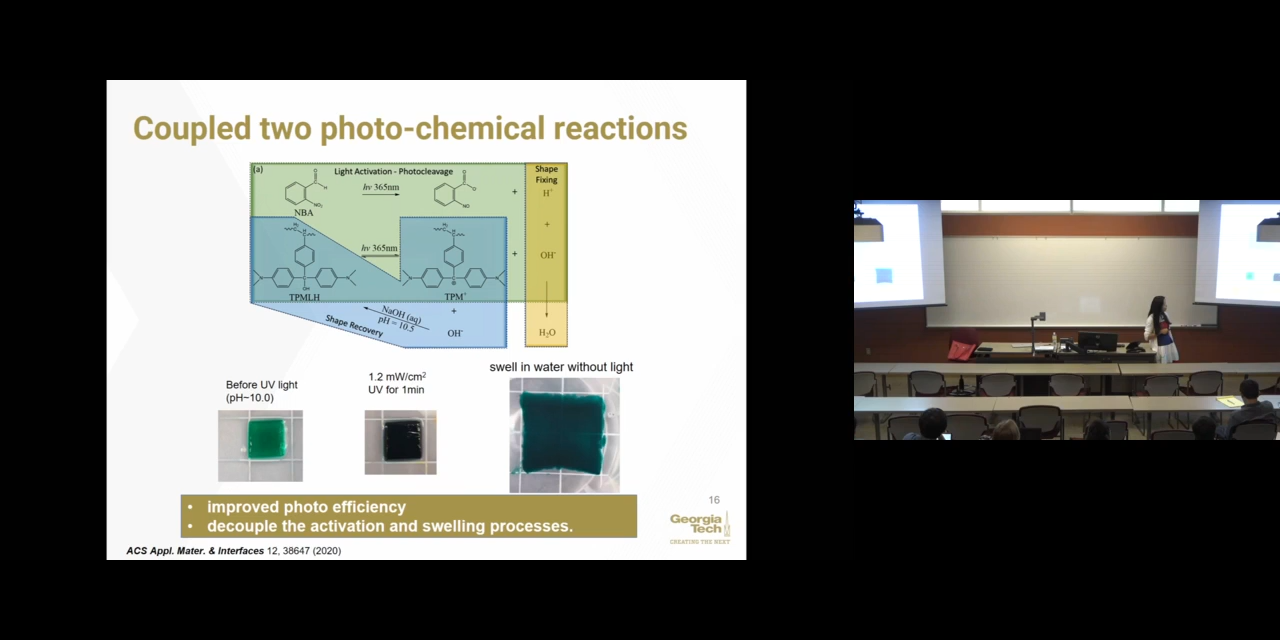 Coupled two photo-chemical reactions
(a)
Light Activation - Photocleavage
Shape
Fixing
hν 365nm
H
NO₂
NBA
O
NO
+
H⁺
+
OH⁻
H₂O
hν 365nm
OH
TPMLH
TPM⁺
+
OH⁻
+
NaOH (aq)
pH = 10.5
Shape Recovery
Before UV light
(pH~10.0)
1.2 mW/cm²
UV for 1min
swell in water without light
• improved photo efficiency
• decouple the activation and swelling processes.
16
Georgia
Tech
CREATING THE NEXT
ACS Appl. Mater. & Interfaces 12, 38647 (2020)